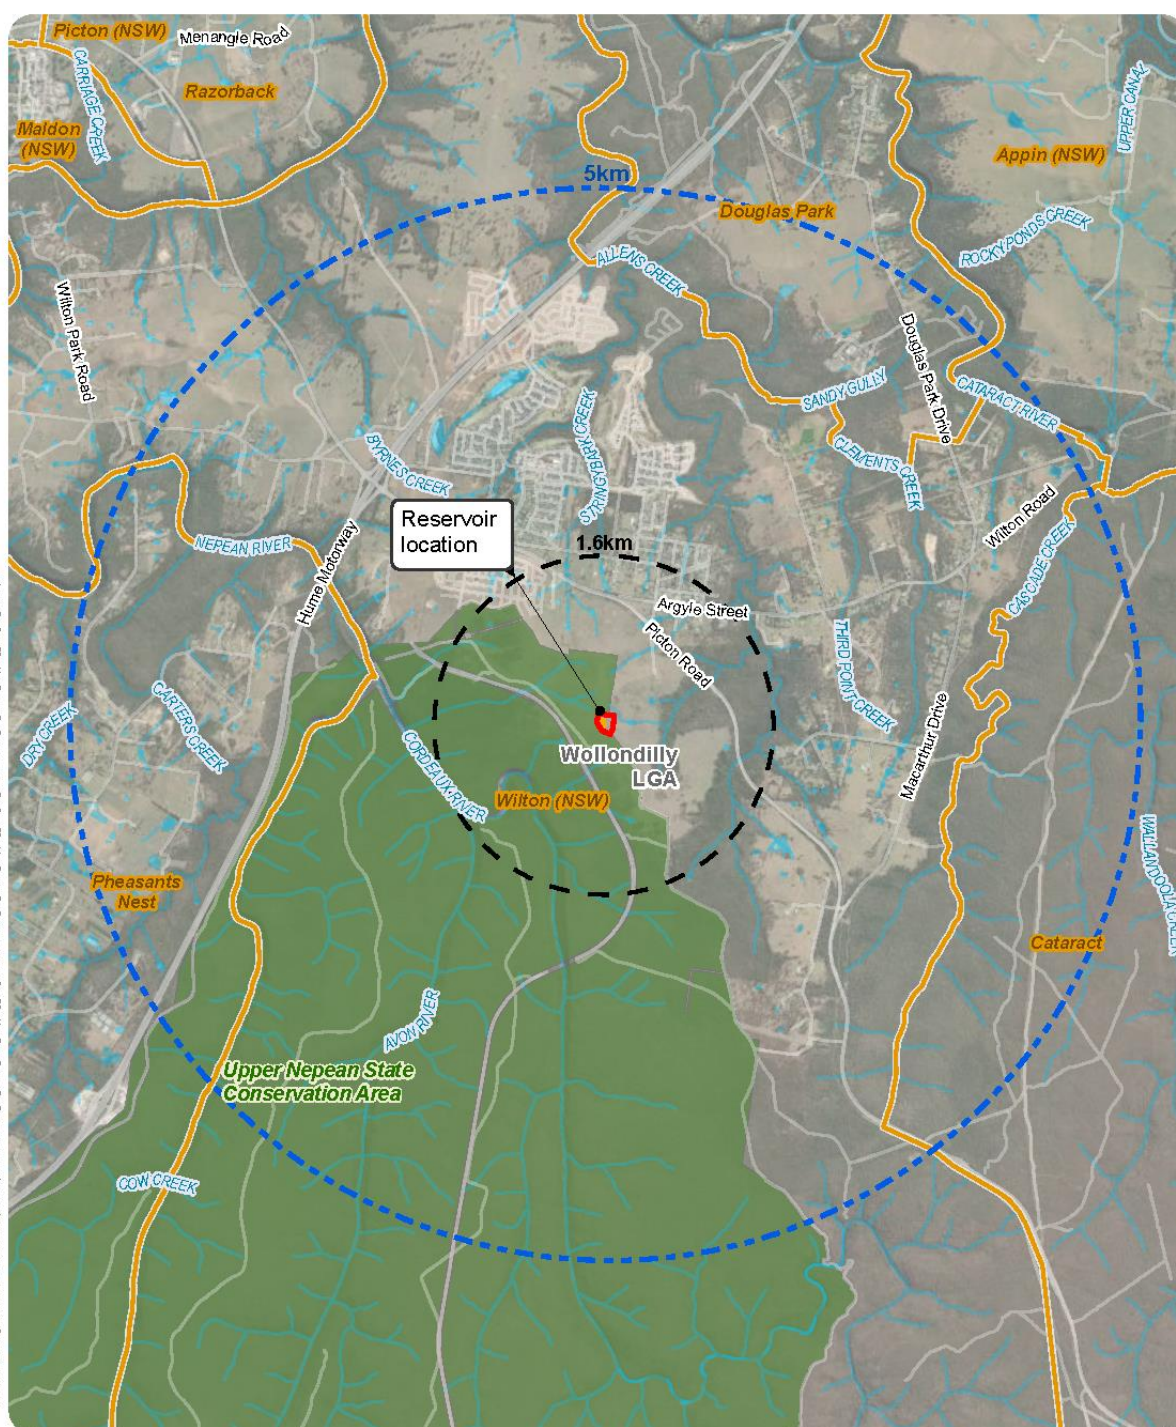 Picton (NSW)
Menangle Road
CARRIAGE CREEK
Razorback
Maldon
(NSW)
UPPER CANAL
Appin (NSW)
5km
Douglas Park
ROCKY PONDS CREEK
ALLENS CREEK
Wilton Park Road
Douglas Park Drive
SANDY GULLY
CATARACT RIVER
STRINGYBARK CREEK
BYRNES CREEK
CLEMENTS CREEK
Reservoir
location
Wilton Road
NEPEAN RIVER
1.6km
Hume Motorway
CASCADE CREEK
Argyle Street
Picton Road
THIRD POINT CREEK
CARTERS CREEK
DRY CREEK
Macarthur Drive
Wollondilly
LGA
CORDEAUX RIVER
Wilton (NSW)
WALLANDOOLA CREEK
Pheasants
Nest
Cataract
AVON RIVER
Upper Nepean State
Conservation Area
COW CREEK